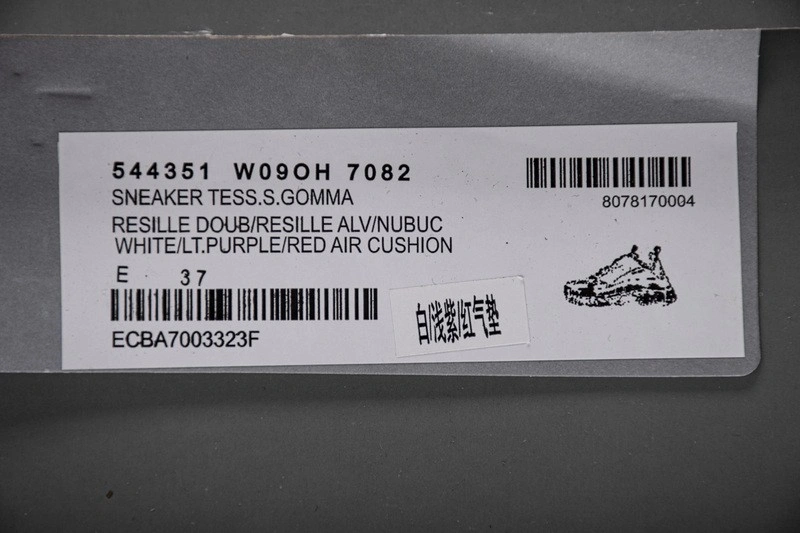 544351 W09OH 7082
SNEAKER TESS.S.GOMMA
8078170004
RESILLE DOUB/RESILLE ALV/NUBUC
WHITE/LT.PURPLE/RED AIR CUSHION
E 37
ECBA7003323F
白/浅紫/红气垫